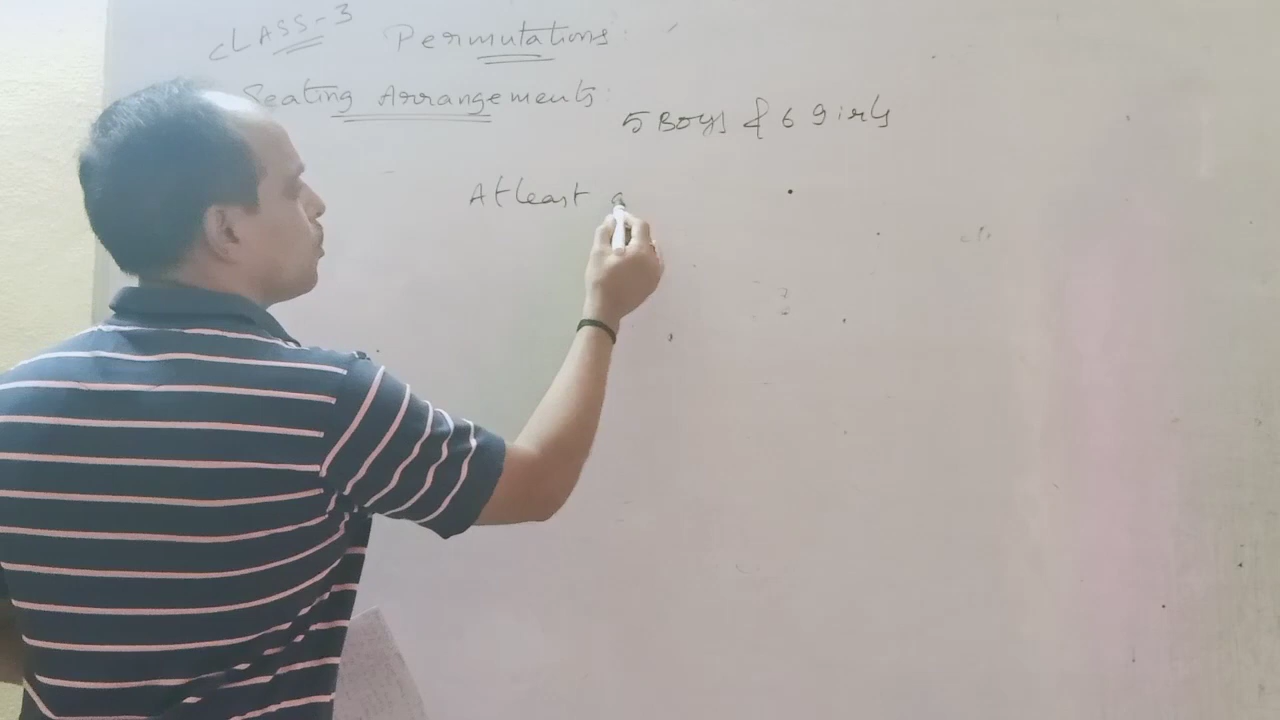 CLASS-3
Permutations:
Seating Arrangements:
5 Boys & 6 Girls
Atleast